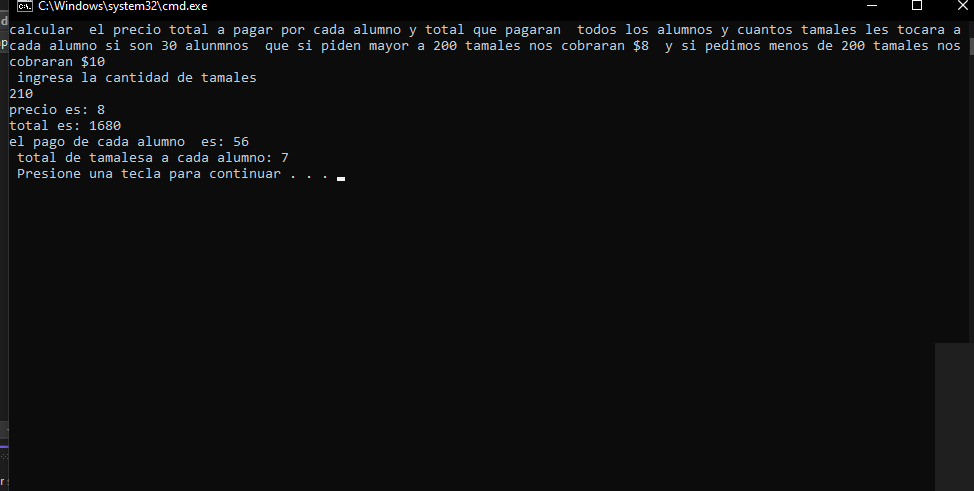 C:\Windows\system32\cmd.exe
calcular  el precio total a pagar por cada alumno y total que pagaran  todos los alumnos y cuantos tamales les tocara a
cada alumno si son 30 alunmnos  que si piden mayor a 200 tamales nos cobraran $8  y si pedimos menos de 200 tamales nos
cobraran $10
 ingresa la cantidad de tamales
210
precio es: 8
total es: 1680
el pago de cada alumno  es: 56
 total de tamalesa a cada alumno: 7
 Presione una tecla para continuar . . .